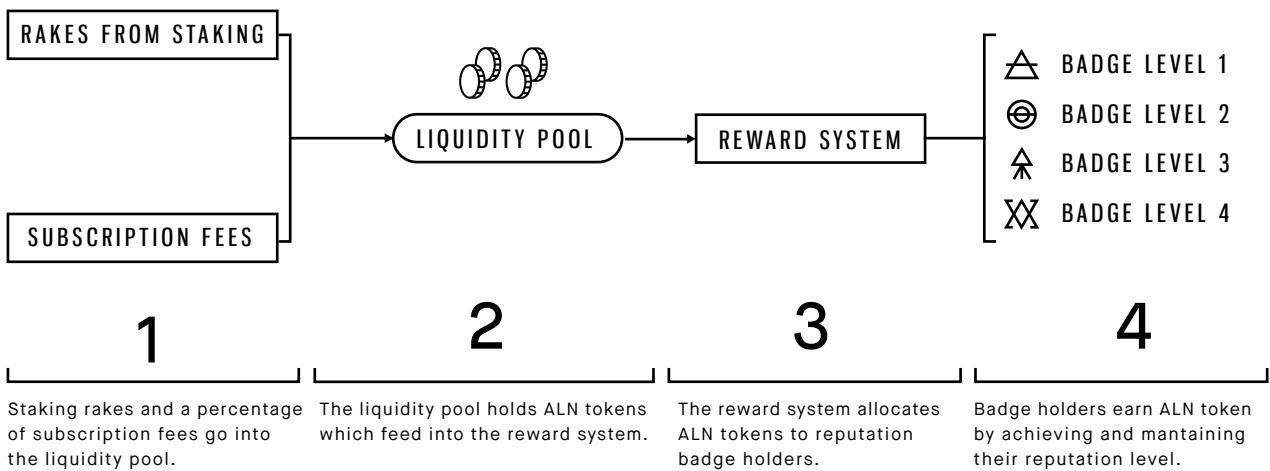 RAKES FROM STAKING
SUBSCRIPTION FEES
LIQUIDITY POOL
REWARD SYSTEM
BADGE LEVEL 1
BADGE LEVEL 2
BADGE LEVEL 3
BADGE LEVEL 4
1
Staking rakes and a percentage
of subscription fees go into
the liquidity pool.
2
The liquidity pool holds ALN tokens
which feed into the reward system.
3
The reward system allocates
ALN tokens to reputation
badge holders.
4
Badge holders earn ALN token
by achieving and mantaining
their reputation level.